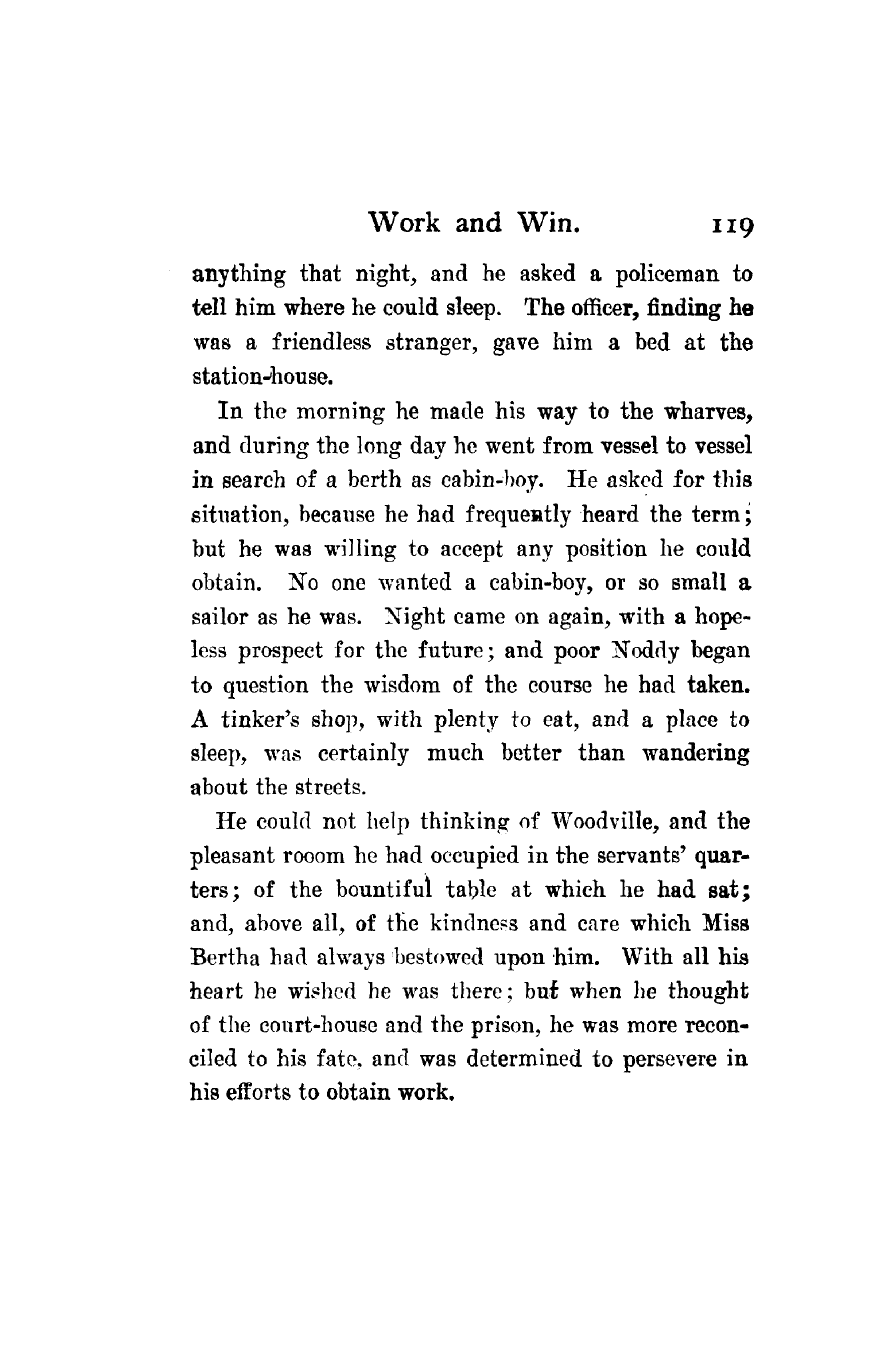 Work and Win. 119
anything that night, and he asked a policeman to
tell him where he could sleep. The officer, finding he
was a friendless stranger, gave him a bed at the
station-house.
In the morning he made his way to the wharves,
and during the long day he went from vessel to vessel
in search of a berth as cabin-boy. He asked for this
situation, because he had frequently heard the term;
but he was willing to accept any position he could
obtain. No one wanted a cabin-boy, or so small a
sailor as he was. Night came on again, with a hope-
less prospect for the future; and poor Noddy began
to question the wisdom of the course he had taken.
A tinker's shop, with plenty to eat, and a place to
sleep, was certainly much better than wandering
about the streets.
He could not help thinking of Woodville, and the
pleasant rooom he had occupied in the servants' quar-
ters; of the bountiful table at which he had sat;
and, above all, of the kindness and care which Miss
Bertha had always bestowed upon him. With all his
heart he wished he was there; but when he thought
of the court-house and the prison, he was more recon-
ciled to his fate, and was determined to persevere in
his efforts to obtain work.